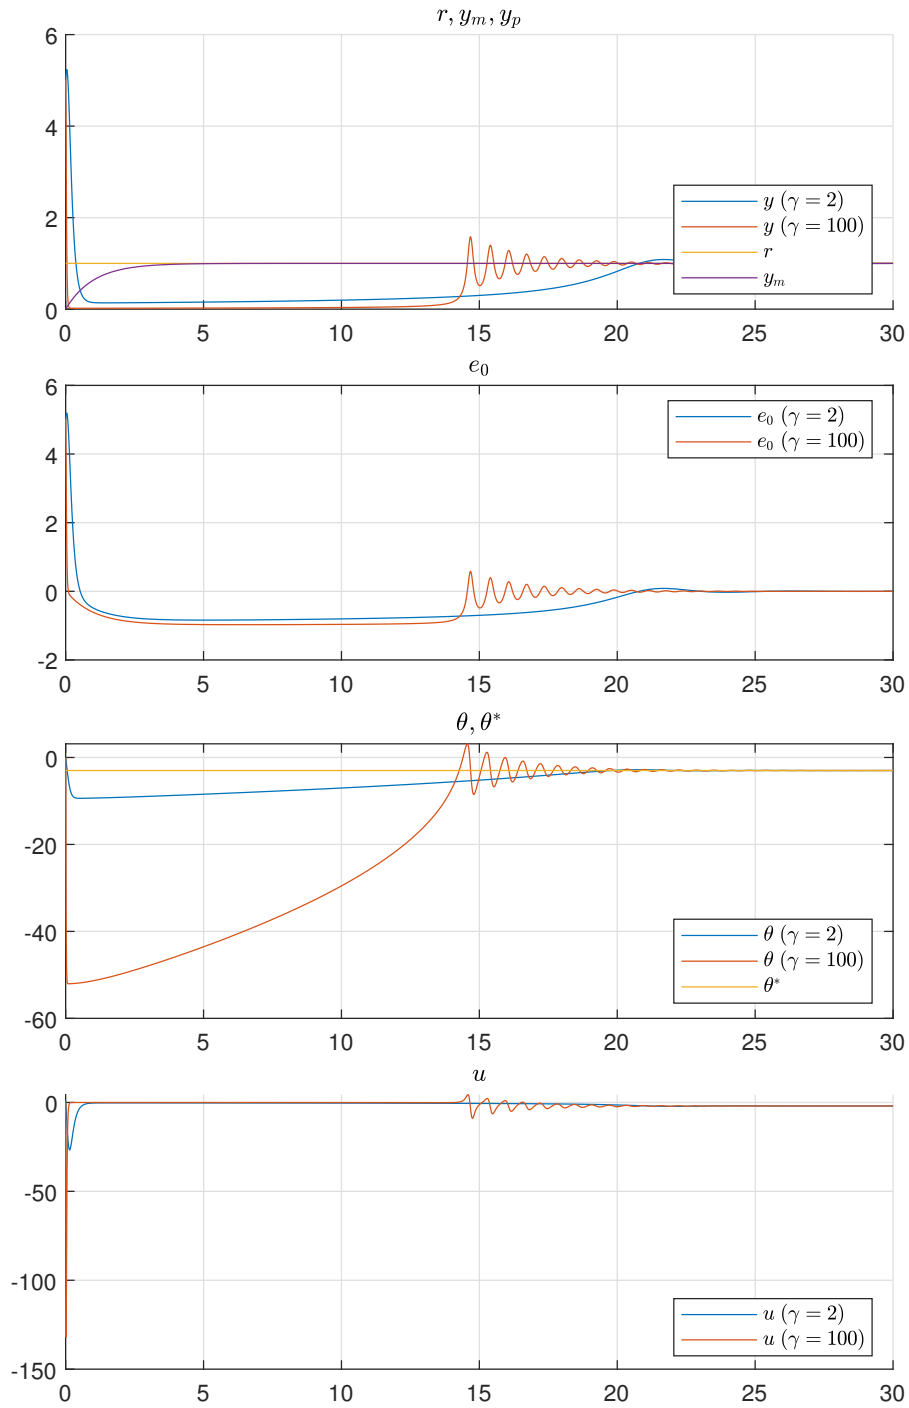 r, y_m, y_p
6
4
2
0
0 5 10 15 20 25 30
y (γ = 2)
y (γ = 100)
r
y_m
e_0
6
4
2
0
-2
0 5 10 15 20 25 30
e_0 (γ = 2)
e_0 (γ = 100)
θ, θ*
0
-20
-40
-60
0 5 10 15 20 25 30
θ (γ = 2)
θ (γ = 100)
θ*
u
0
-50
-100
-150
0 5 10 15 20 25 30
u (γ = 2)
u (γ = 100)